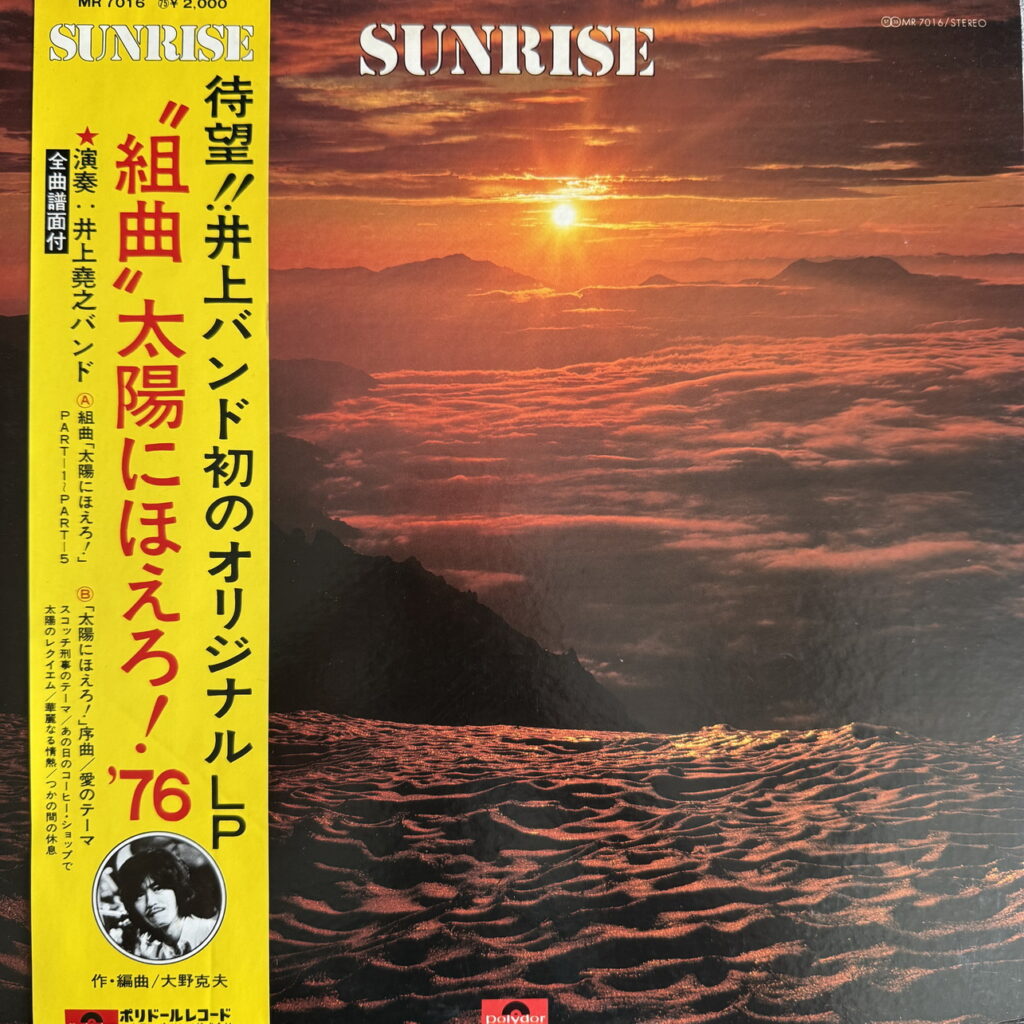 MR 7016 ㊆¥2,000
SUNRISE
待望!!井上バンド初のオリジナルLP
〝組曲〟太陽にほえろ!'76
★演奏:井上堯之バンド
全曲譜面付
Ⓐ組曲「太陽にほえろ!」
PART-1~PART-5
Ⓑ「太陽にほえろ!」序曲/愛のテーマ
スコッチ刑事のテーマ/あの日のコーヒー・ショップで
太陽のレクイエム/華麗なる情熱/つかの間の休息
作・編曲/大野克夫
ポリドールレコード
SUNRISE
MR 7016/STEREO
polydor